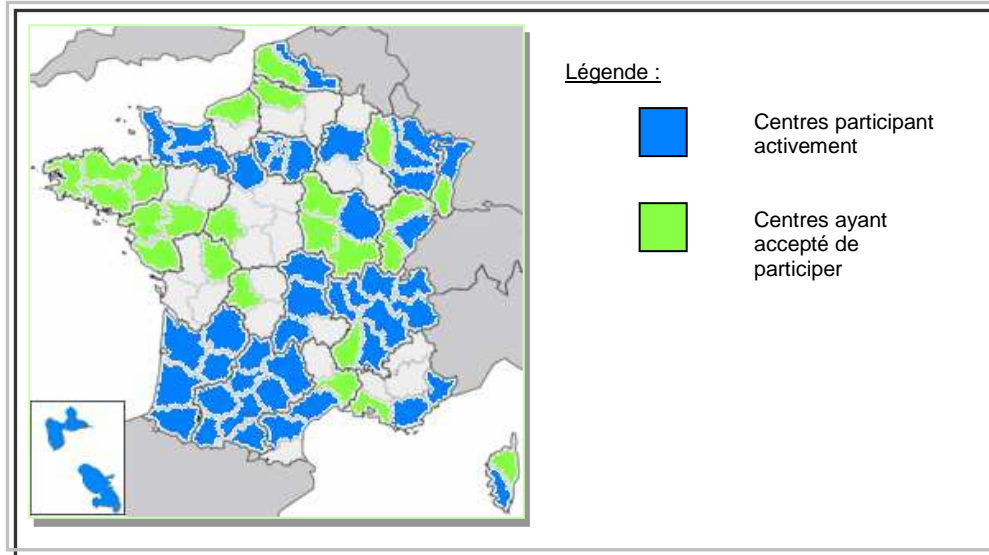 Légende :
Centres participant
activement
Centres ayant
accepté de
participer